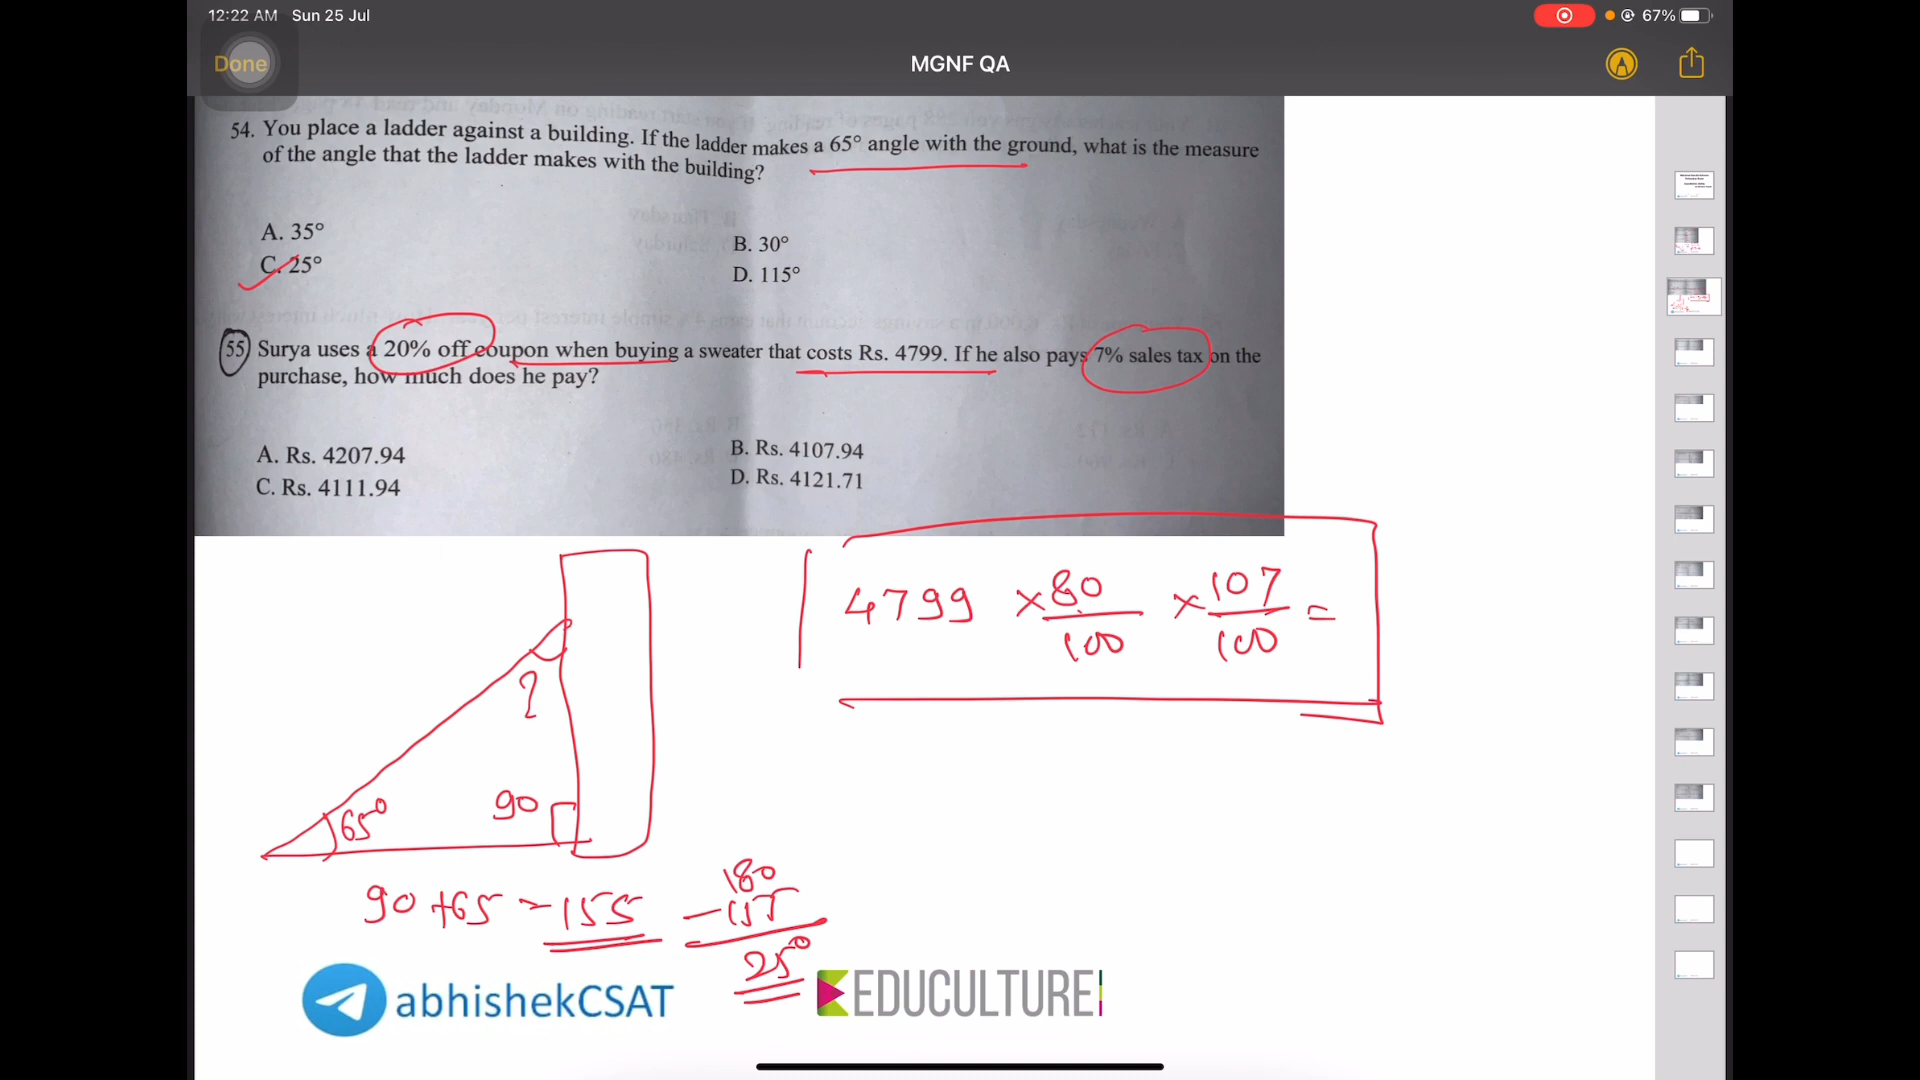 12:22 AM Sun 25 Jul
67%
Done
MGNF QA
54. You place a ladder against a building. If the ladder makes a 65° angle with the ground, what is the measure
of the angle that the ladder makes with the building?
A. 35°
B. 30°
C. 25°
D. 115°
55 Surya uses a 20% off coupon when buying a sweater that costs Rs. 4799. If he also pays 7% sales tax on the
purchase, how much does he pay?
A. Rs. 4207.94
B. Rs. 4107.94
C. Rs. 4111.94
D. Rs. 4121.71
4799 × 80/100 × 107/100 =
?
65°
90
90 + 65 = 155
180
- 155
25°
abhishekCSAT
EDUCULTURE